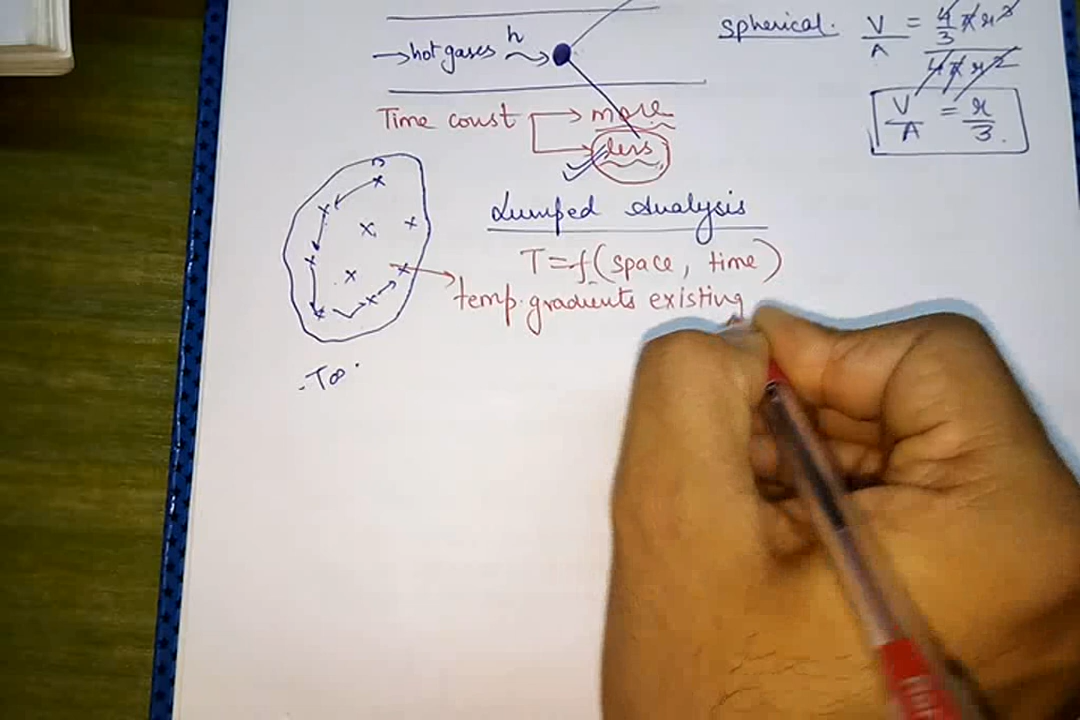 →hot gases h
Time const → more
→ less
Lumped Analysis
T=f(space, time)
temp. gradients existing
T∞
spherical. V/A = 4/3 π r³ / 4 π r²
V/A = r/3.